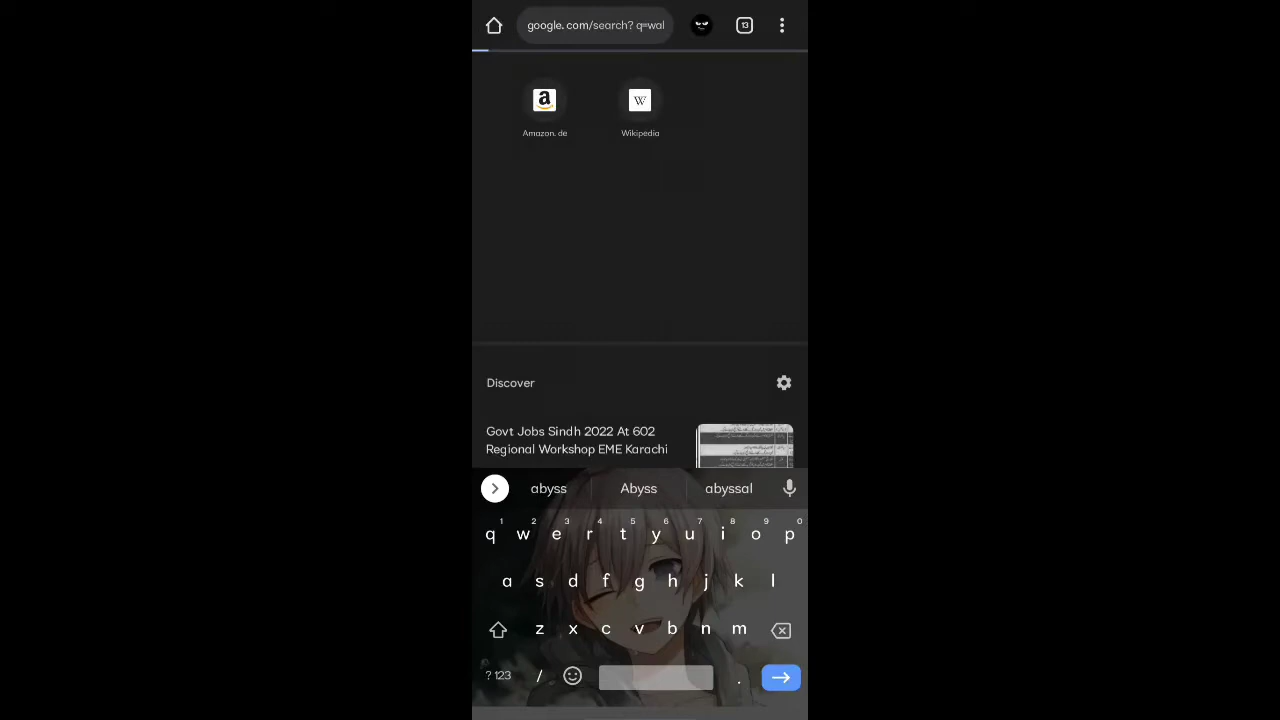 google. com/search? q=wal
13
a
W
Amazon. de
Wikipedia
Discover
Govt Jobs Sindh 2022 At 602
Regional Workshop EME Karachi
abyss Abyss abyssal
1 2 3 4 5 6 7 8 9 0
q w e r t y u i o p
a s d f g h j k l
z x c v b n m
? 123 / .